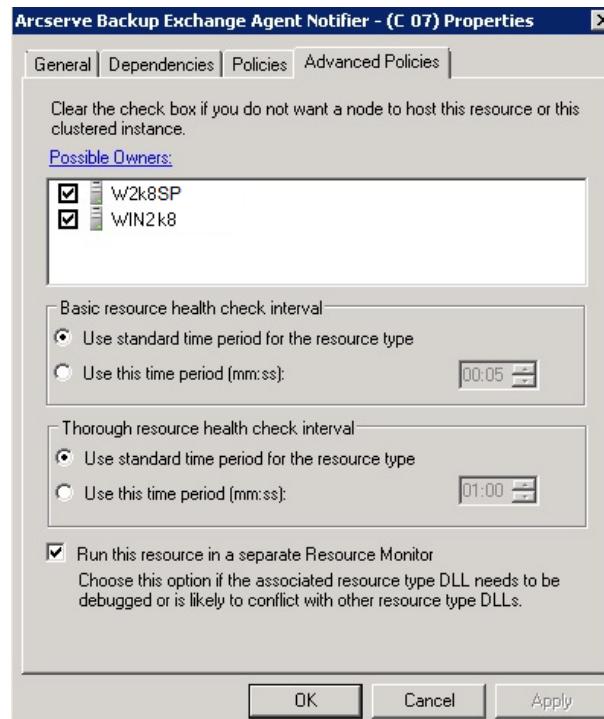 Arcserve Backup Exchange Agent Notifier - (C 07) Properties
General Dependencies Policies Advanced Policies
Clear the check box if you do not want a node to host this resource or this
clustered instance.
Possible Owners:
W2k8SP
WIN2k8
Basic resource health check interval
Use standard time period for the resource type
Use this time period (mm:ss): 00:05
Thorough resource health check interval
Use standard time period for the resource type
Use this time period (mm:ss): 01:00
Run this resource in a separate Resource Monitor
Choose this option if the associated resource type DLL needs to be
debugged or is likely to conflict with other resource type DLLs.
OK Cancel Apply